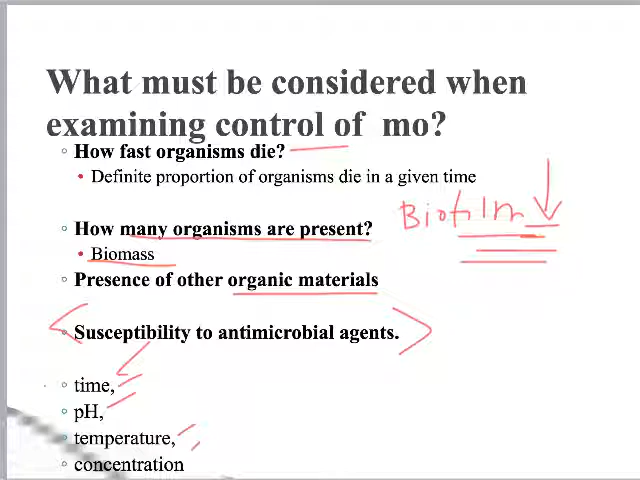 What must be considered when
examining control of mo?
◦ How fast organisms die?
• Definite proportion of organisms die in a given time
Biofilm
◦ How many organisms are present?
• Biomass
◦ Presence of other organic materials
◦ Susceptibility to antimicrobial agents.
◦ time,
◦ pH,
◦ temperature,
◦ concentration